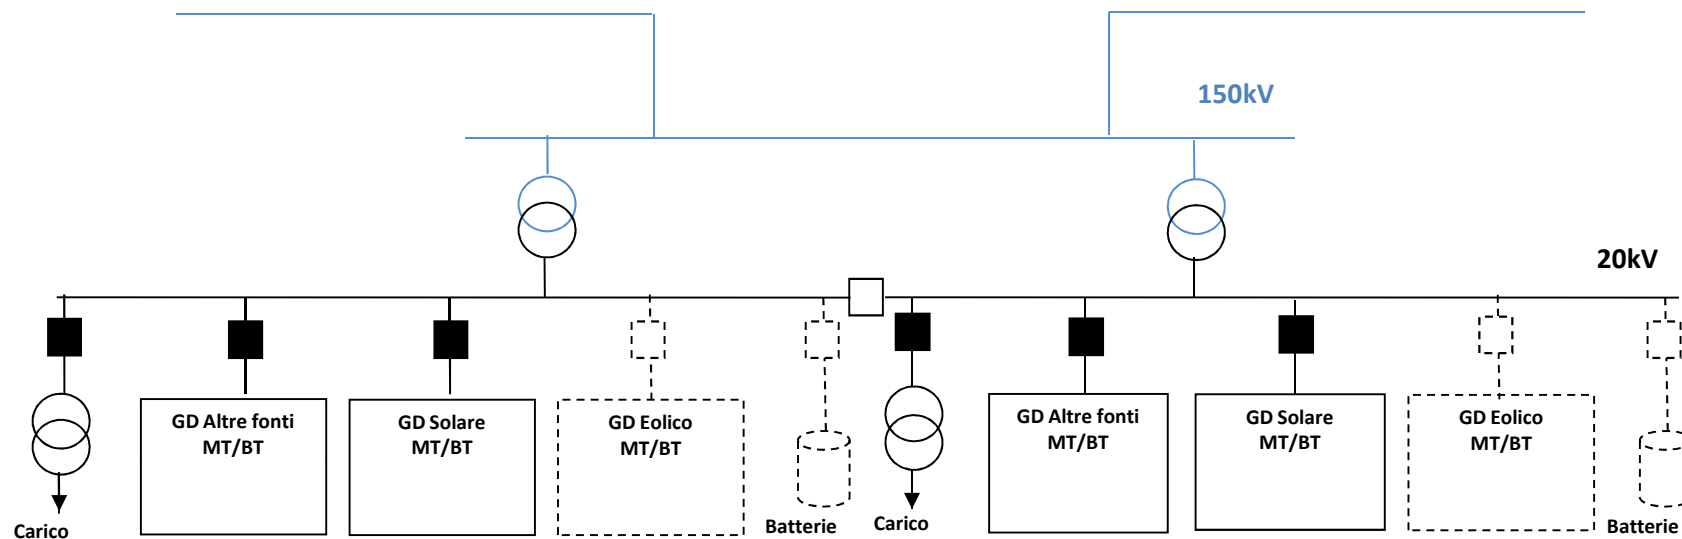 150kV
20kV
GD Altre fonti
MT/BT
GD Solare
MT/BT
GD Eolico
MT/BT
GD Altre fonti
MT/BT
GD Solare
MT/BT
GD Eolico
MT/BT
Carico
Batterie
Carico
Batterie